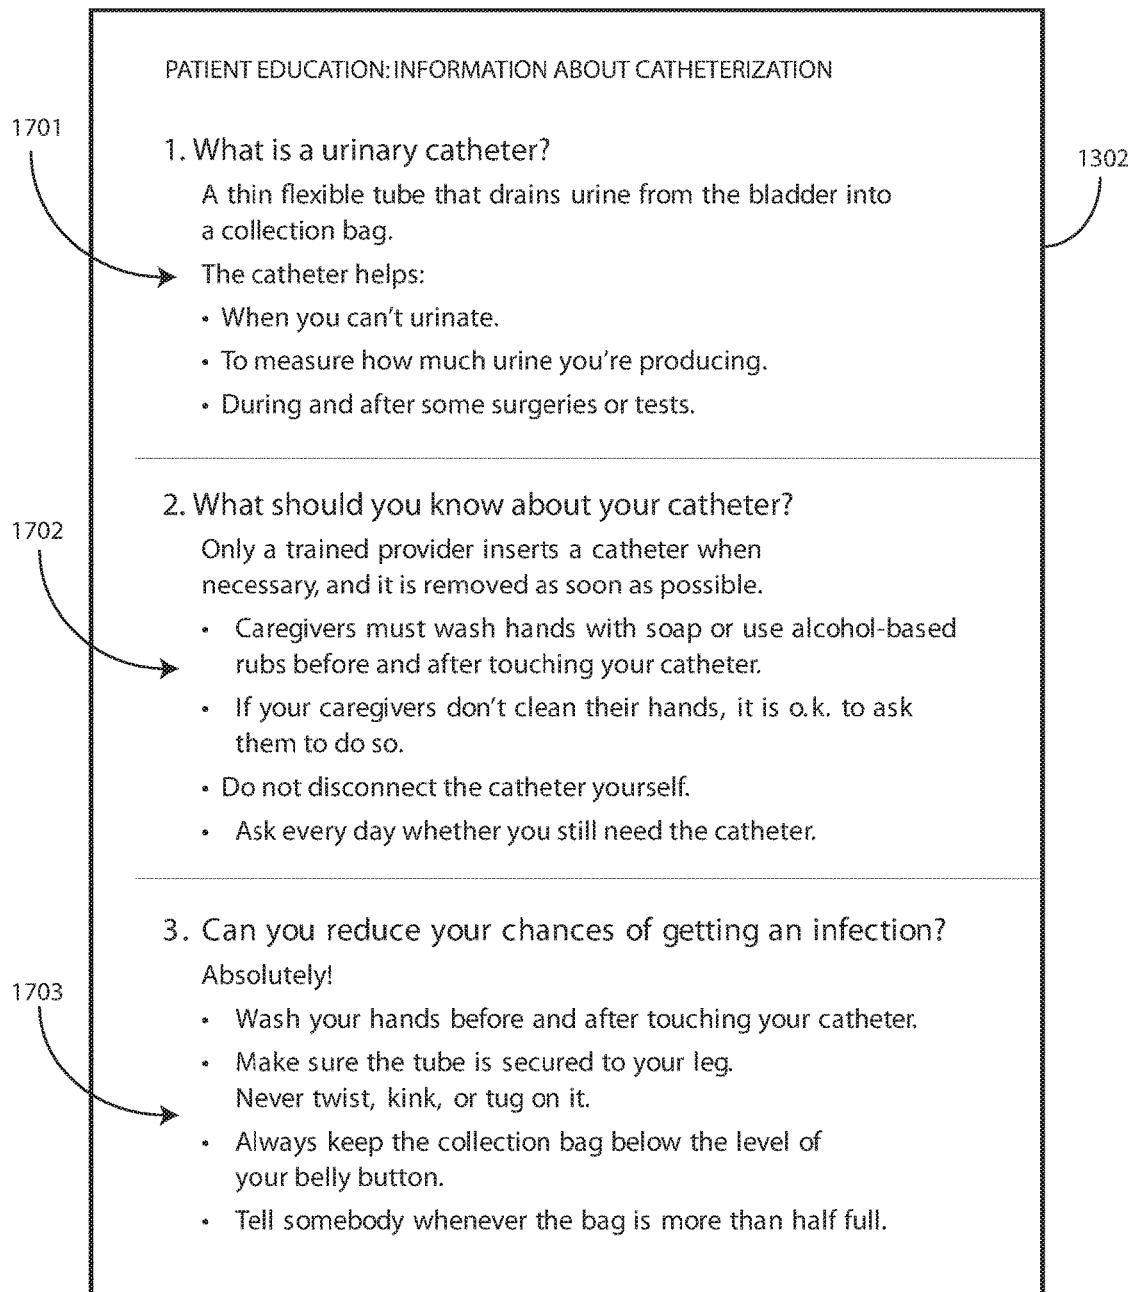 PATIENT EDUCATION: INFORMATION ABOUT CATHETERIZATION
1701
1. What is a urinary catheter?
1302
A thin flexible tube that drains urine from the bladder into
a collection bag.
The catheter helps:
• When you can't urinate.
• To measure how much urine you're producing.
• During and after some surgeries or tests.
2. What should you know about your catheter?
1702
Only a trained provider inserts a catheter when
necessary, and it is removed as soon as possible.
• Caregivers must wash hands with soap or use alcohol-based
rubs before and after touching your catheter.
• If your caregivers don't clean their hands, it is o.k. to ask
them to do so.
• Do not disconnect the catheter yourself.
• Ask every day whether you still need the catheter.
3. Can you reduce your chances of getting an infection?
Absolutely!
1703
• Wash your hands before and after touching your catheter.
• Make sure the tube is secured to your leg.
Never twist, kink, or tug on it.
• Always keep the collection bag below the level of
your belly button.
• Tell somebody whenever the bag is more than half full.